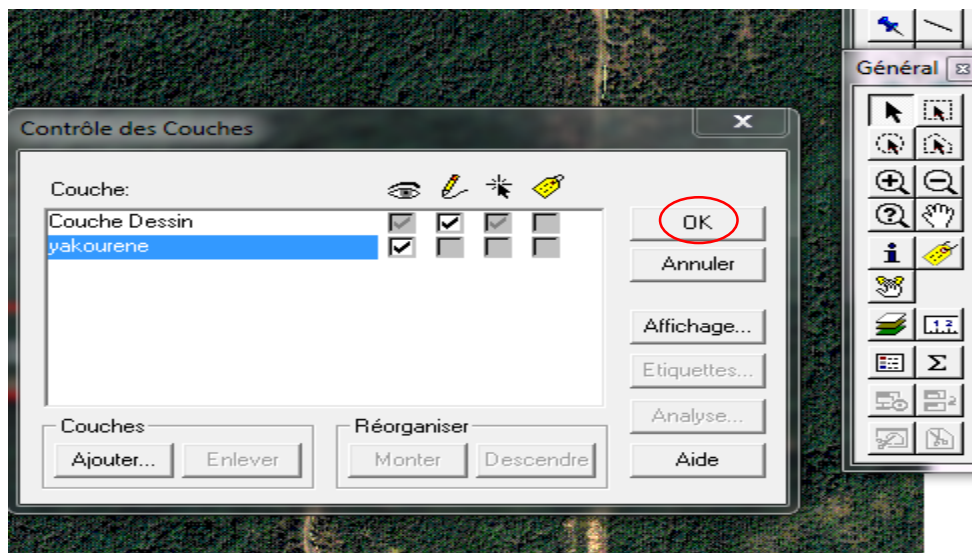 Général
Contrôle des Couches
x
Couche:
Couche Dessin
yakourene
OK
Annuler
Affichage...
Etiquettes...
Analyse...
Aide
Couches
Ajouter...
Enlever
Réorganiser
Monter
Descendre